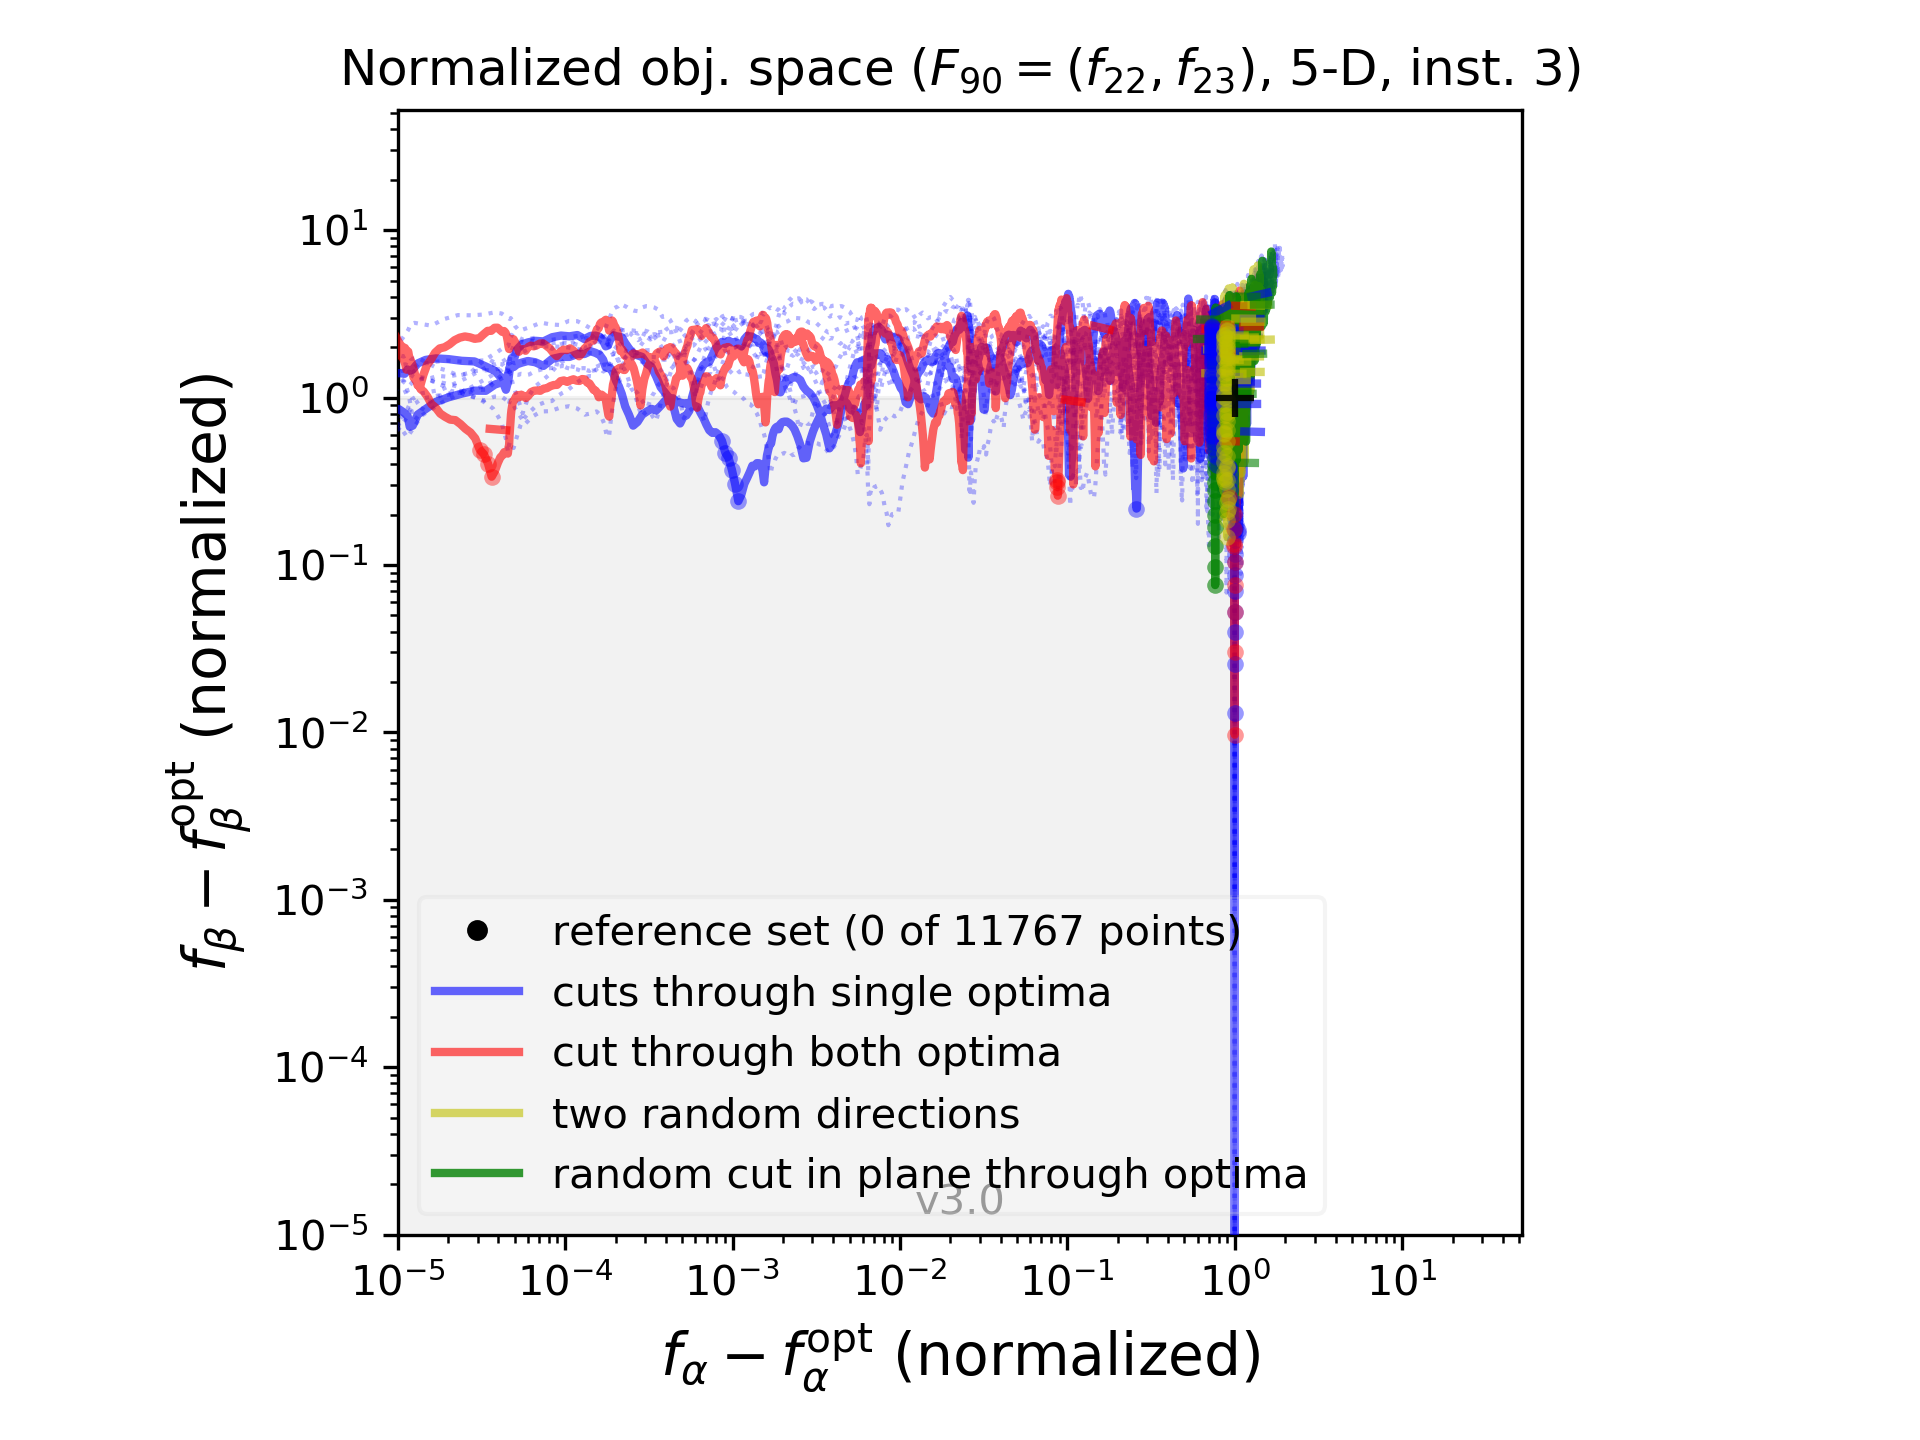 Normalized obj. space (F₉₀ = (f₂₂, f₂₃), 5-D, inst. 3)
f_β − f_β^opt (normalized)
10¹
10⁰
10⁻¹
10⁻²
10⁻³
10⁻⁴
10⁻⁵
reference set (0 of 11767 points)
cuts through single optima
cut through both optima
two random directions
random cut in plane through optima
v3.0
10⁻⁵ 10⁻⁴ 10⁻³ 10⁻² 10⁻¹ 10⁰ 10¹
f_α − f_α^opt (normalized)